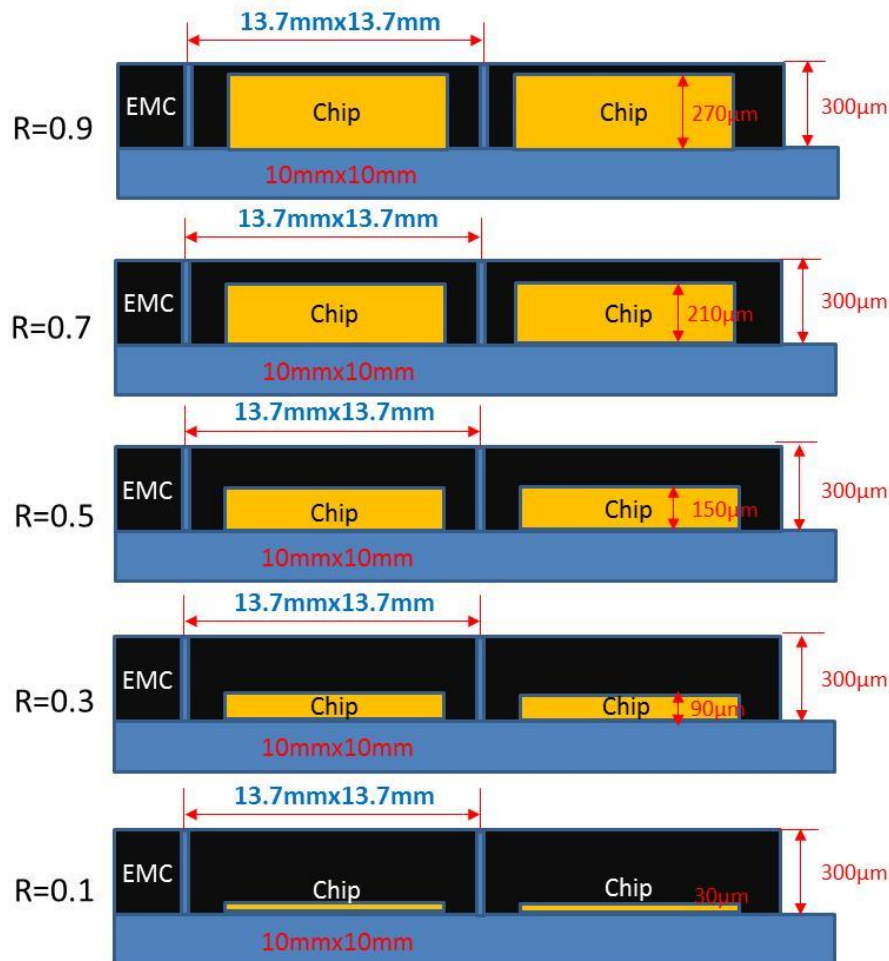 13.7mmx13.7mm
R=0.9
EMC
Chip
Chip
270μm
300μm
10mmx10mm
13.7mmx13.7mm
R=0.7
EMC
Chip
Chip
210μm
300μm
10mmx10mm
13.7mmx13.7mm
R=0.5
EMC
Chip
Chip
150μm
300μm
10mmx10mm
13.7mmx13.7mm
R=0.3
EMC
Chip
Chip
90μm
300μm
10mmx10mm
13.7mmx13.7mm
R=0.1
EMC
Chip
Chip
30μm
300μm
10mmx10mm